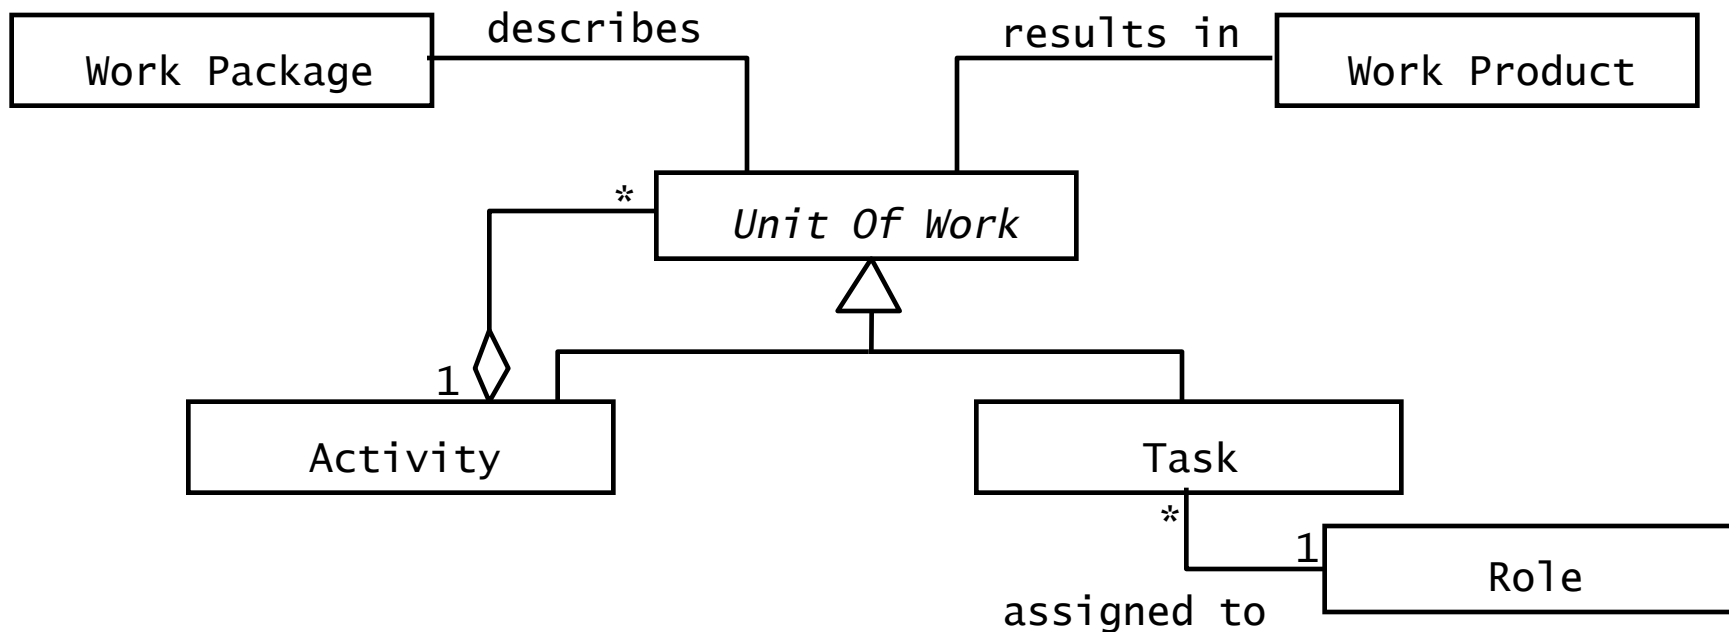 describes
results in
Work Package
Work Product
*
Unit Of Work
1
Activity
Task
*
1
Role
assigned to